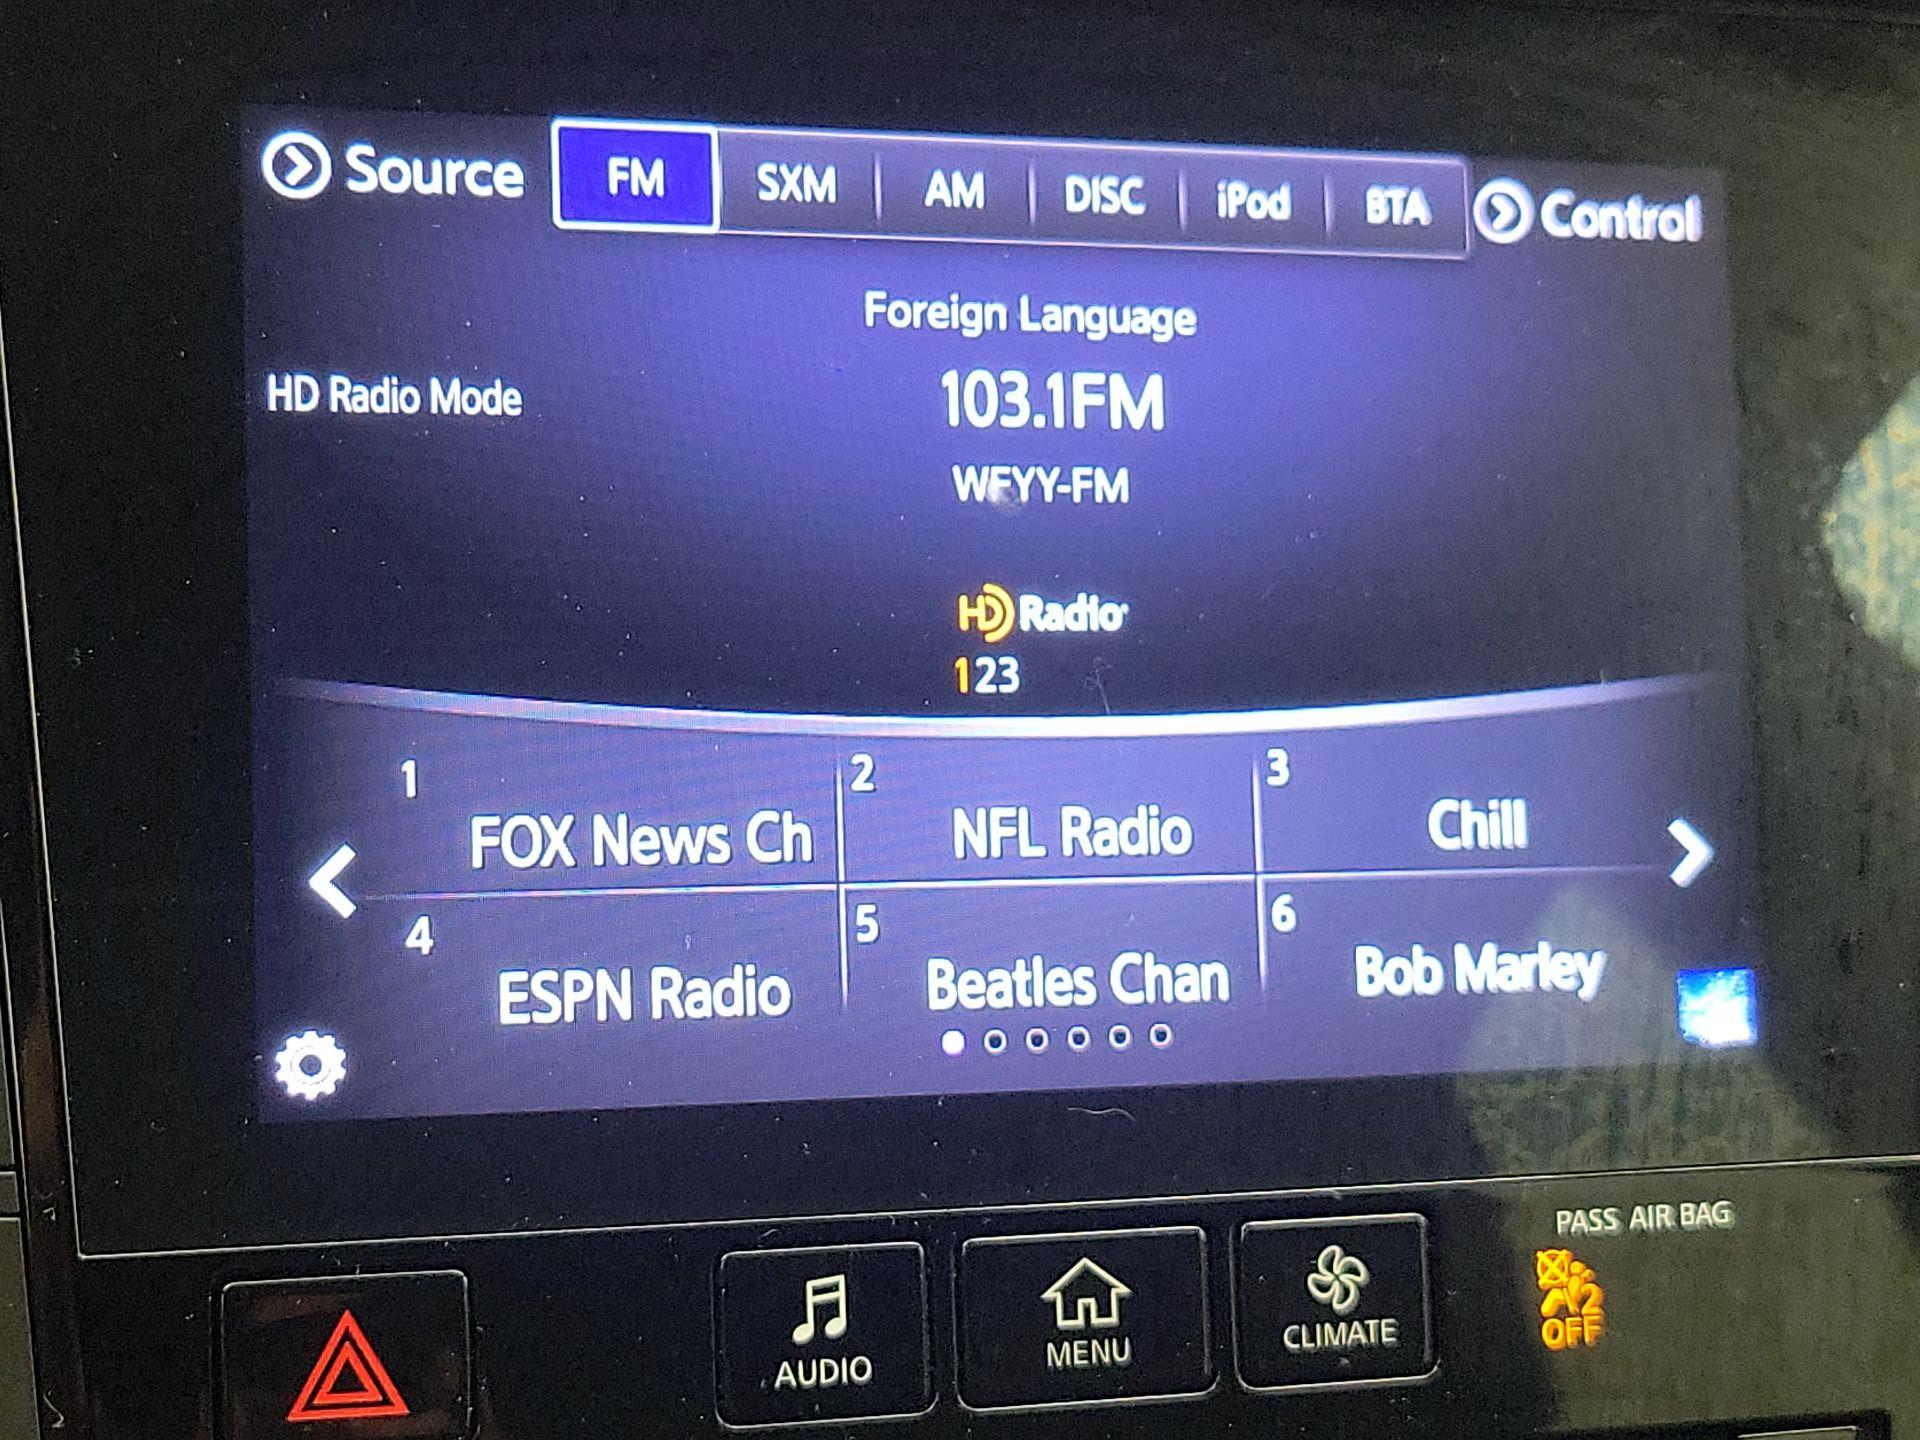 Source FM SXM AM DISC iPod BTA Control
Foreign Language
HD Radio Mode 103.1FM
WFYY-FM
HD Radio
123
1 FOX News Ch 2 NFL Radio 3 Chill
4 ESPN Radio 5 Beatles Chan 6 Bob Marley
PASS AIR BAG
AUDIO MENU CLIMATE 2 OFF